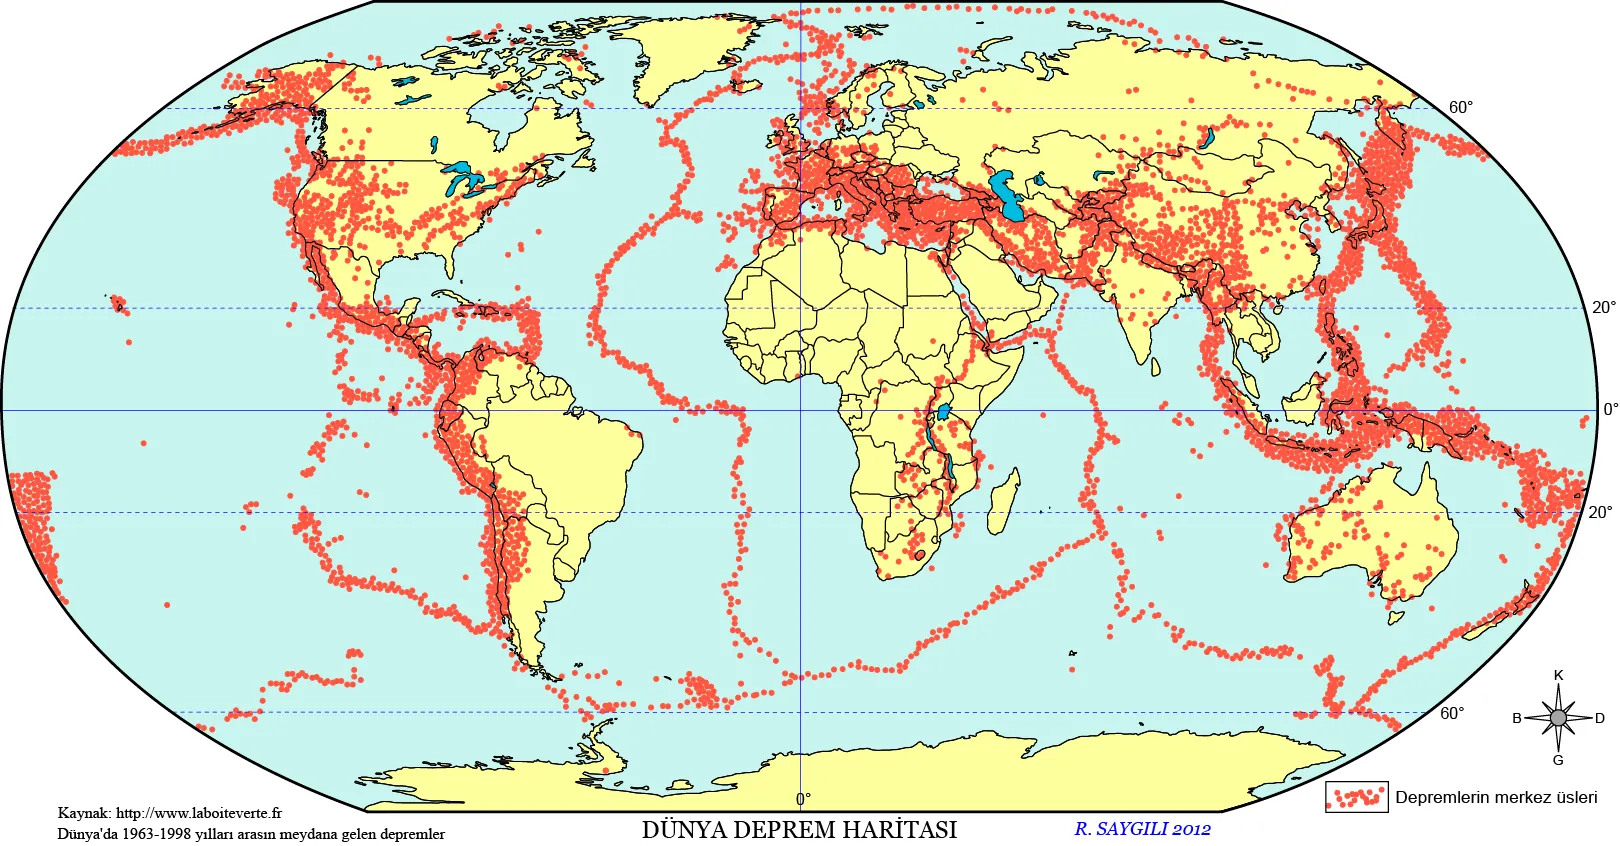 60°
20°
0°
20°
60°
K
B
D
G
0°
Depremlerin merkez üsleri
Kaynak: http://www.laboiteverte.fr
Dünya'da 1963-1998 yılları arasın meydana gelen depremler
DÜNYA DEPREM HARİTASI
R. SAYGILI 2012